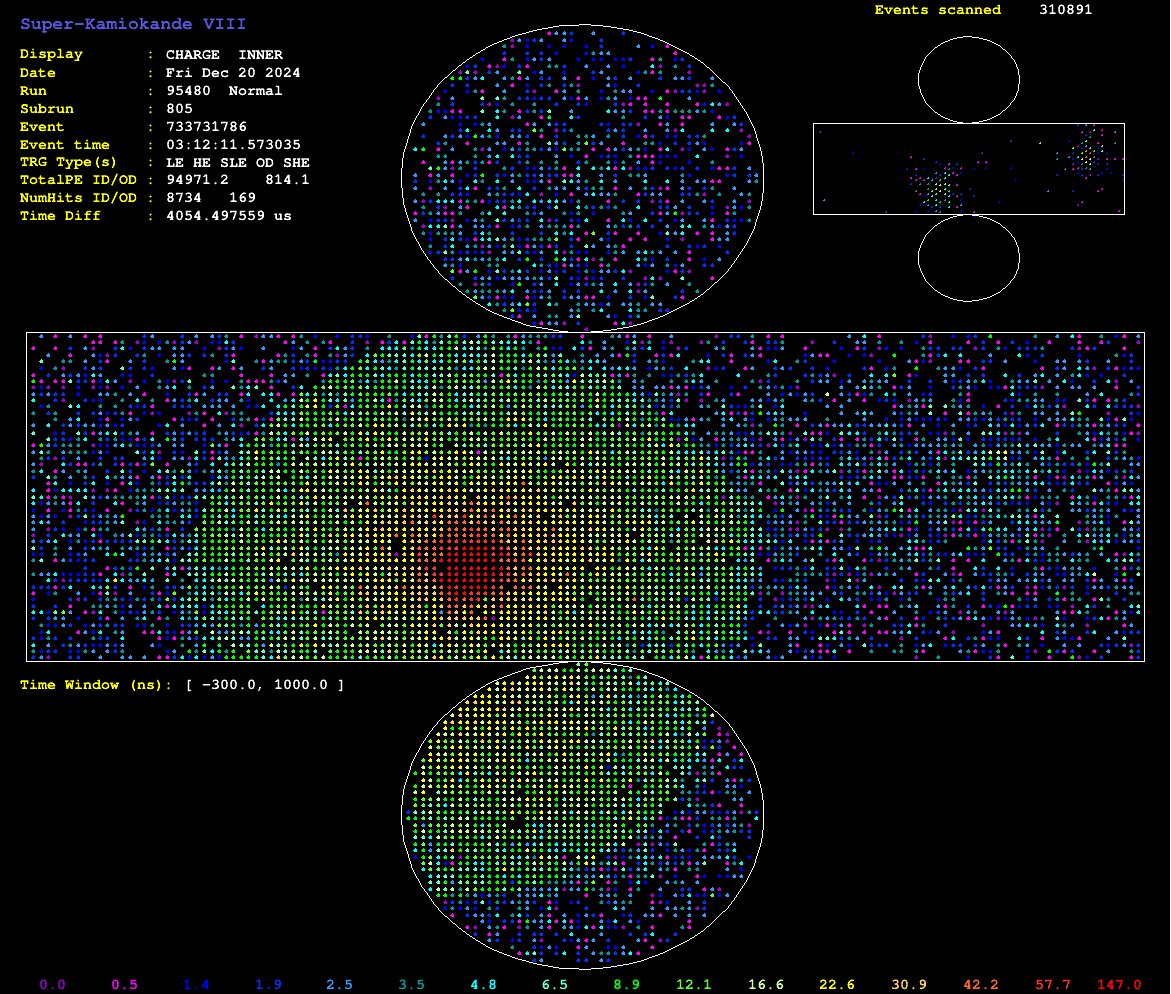 Super-Kamiokande VIII
Events scanned 310891
Display : CHARGE INNER
Date : Fri Dec 20 2024
Run : 95480 Normal
Subrun : 805
Event : 733731786
Event time : 03:12:11.573035
TRG Type(s) : LE HE SLE OD SHE
TotalPE ID/OD : 94971.2 814.1
NumHits ID/OD : 8734 169
Time Diff : 4054.497559 us
Time Window (ns): [ −300.0, 1000.0 ]
0.0 0.5 1.4 1.9 2.5 3.5 4.8 6.5 8.9 12.1 16.6 22.6 30.9 42.2 57.7 147.0